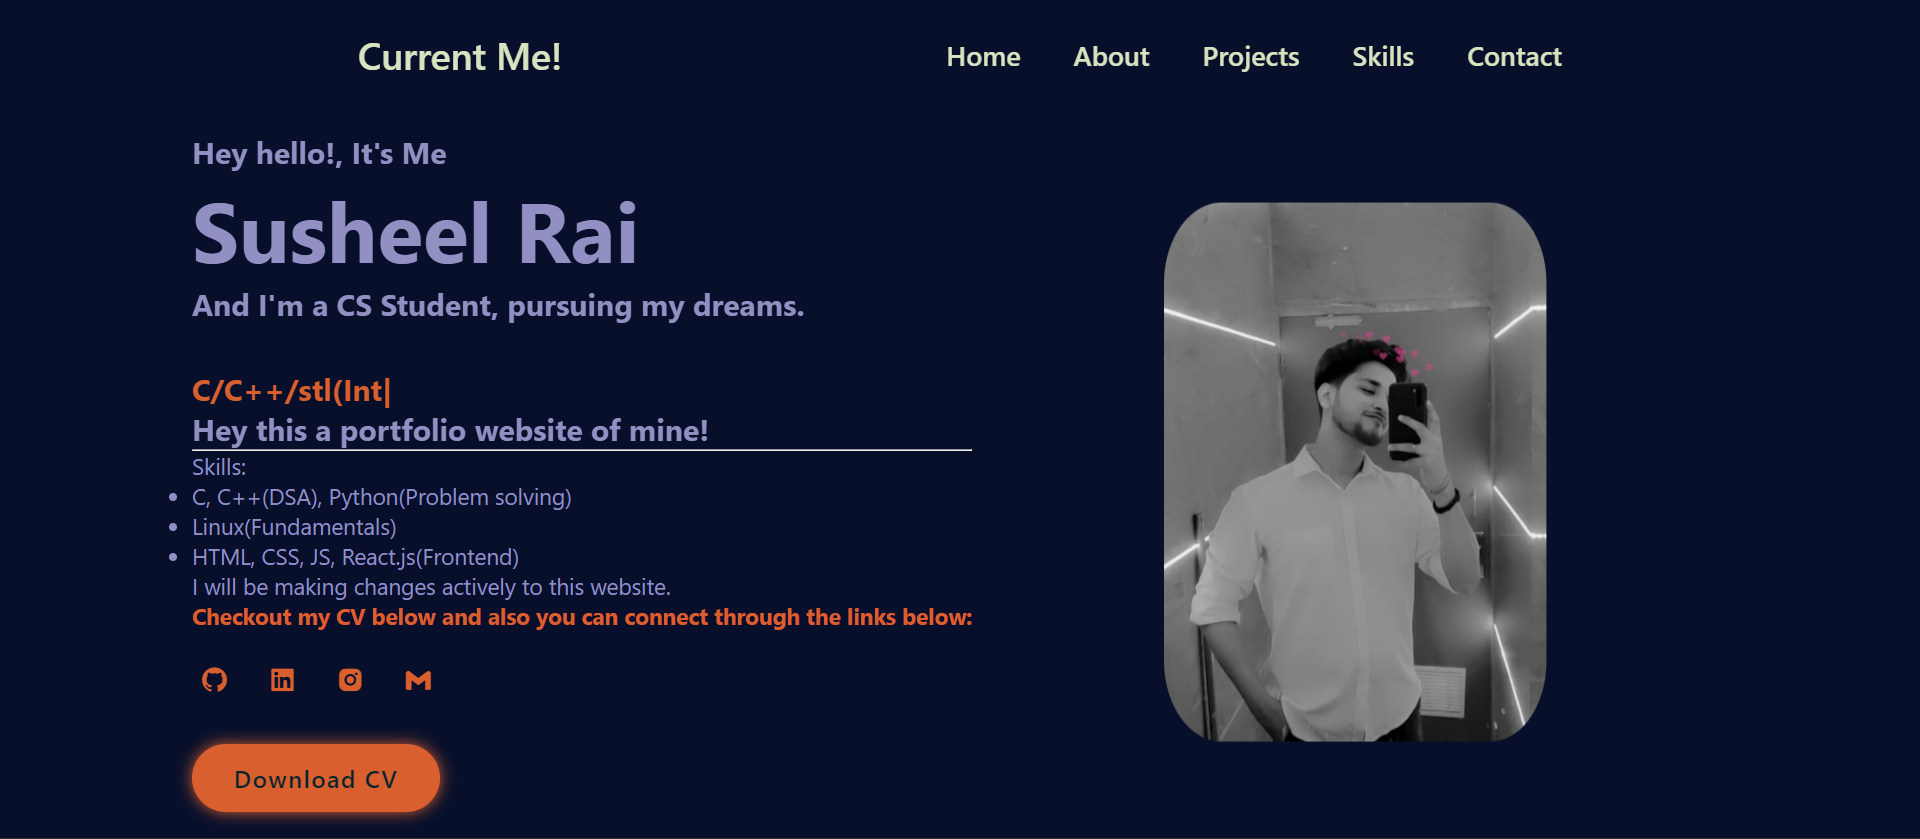 Current Me!
Home About Projects Skills Contact
Hey hello!, It's Me
Susheel Rai
And I'm a CS Student, pursuing my dreams.
C/C++/stl(Int|
Hey this a portfolio website of mine!
Skills:
C, C++(DSA), Python(Problem solving)
Linux(Fundamentals)
HTML, CSS, JS, React.js(Frontend)
I will be making changes actively to this website.
Checkout my CV below and also you can connect through the links below:
in
Download CV